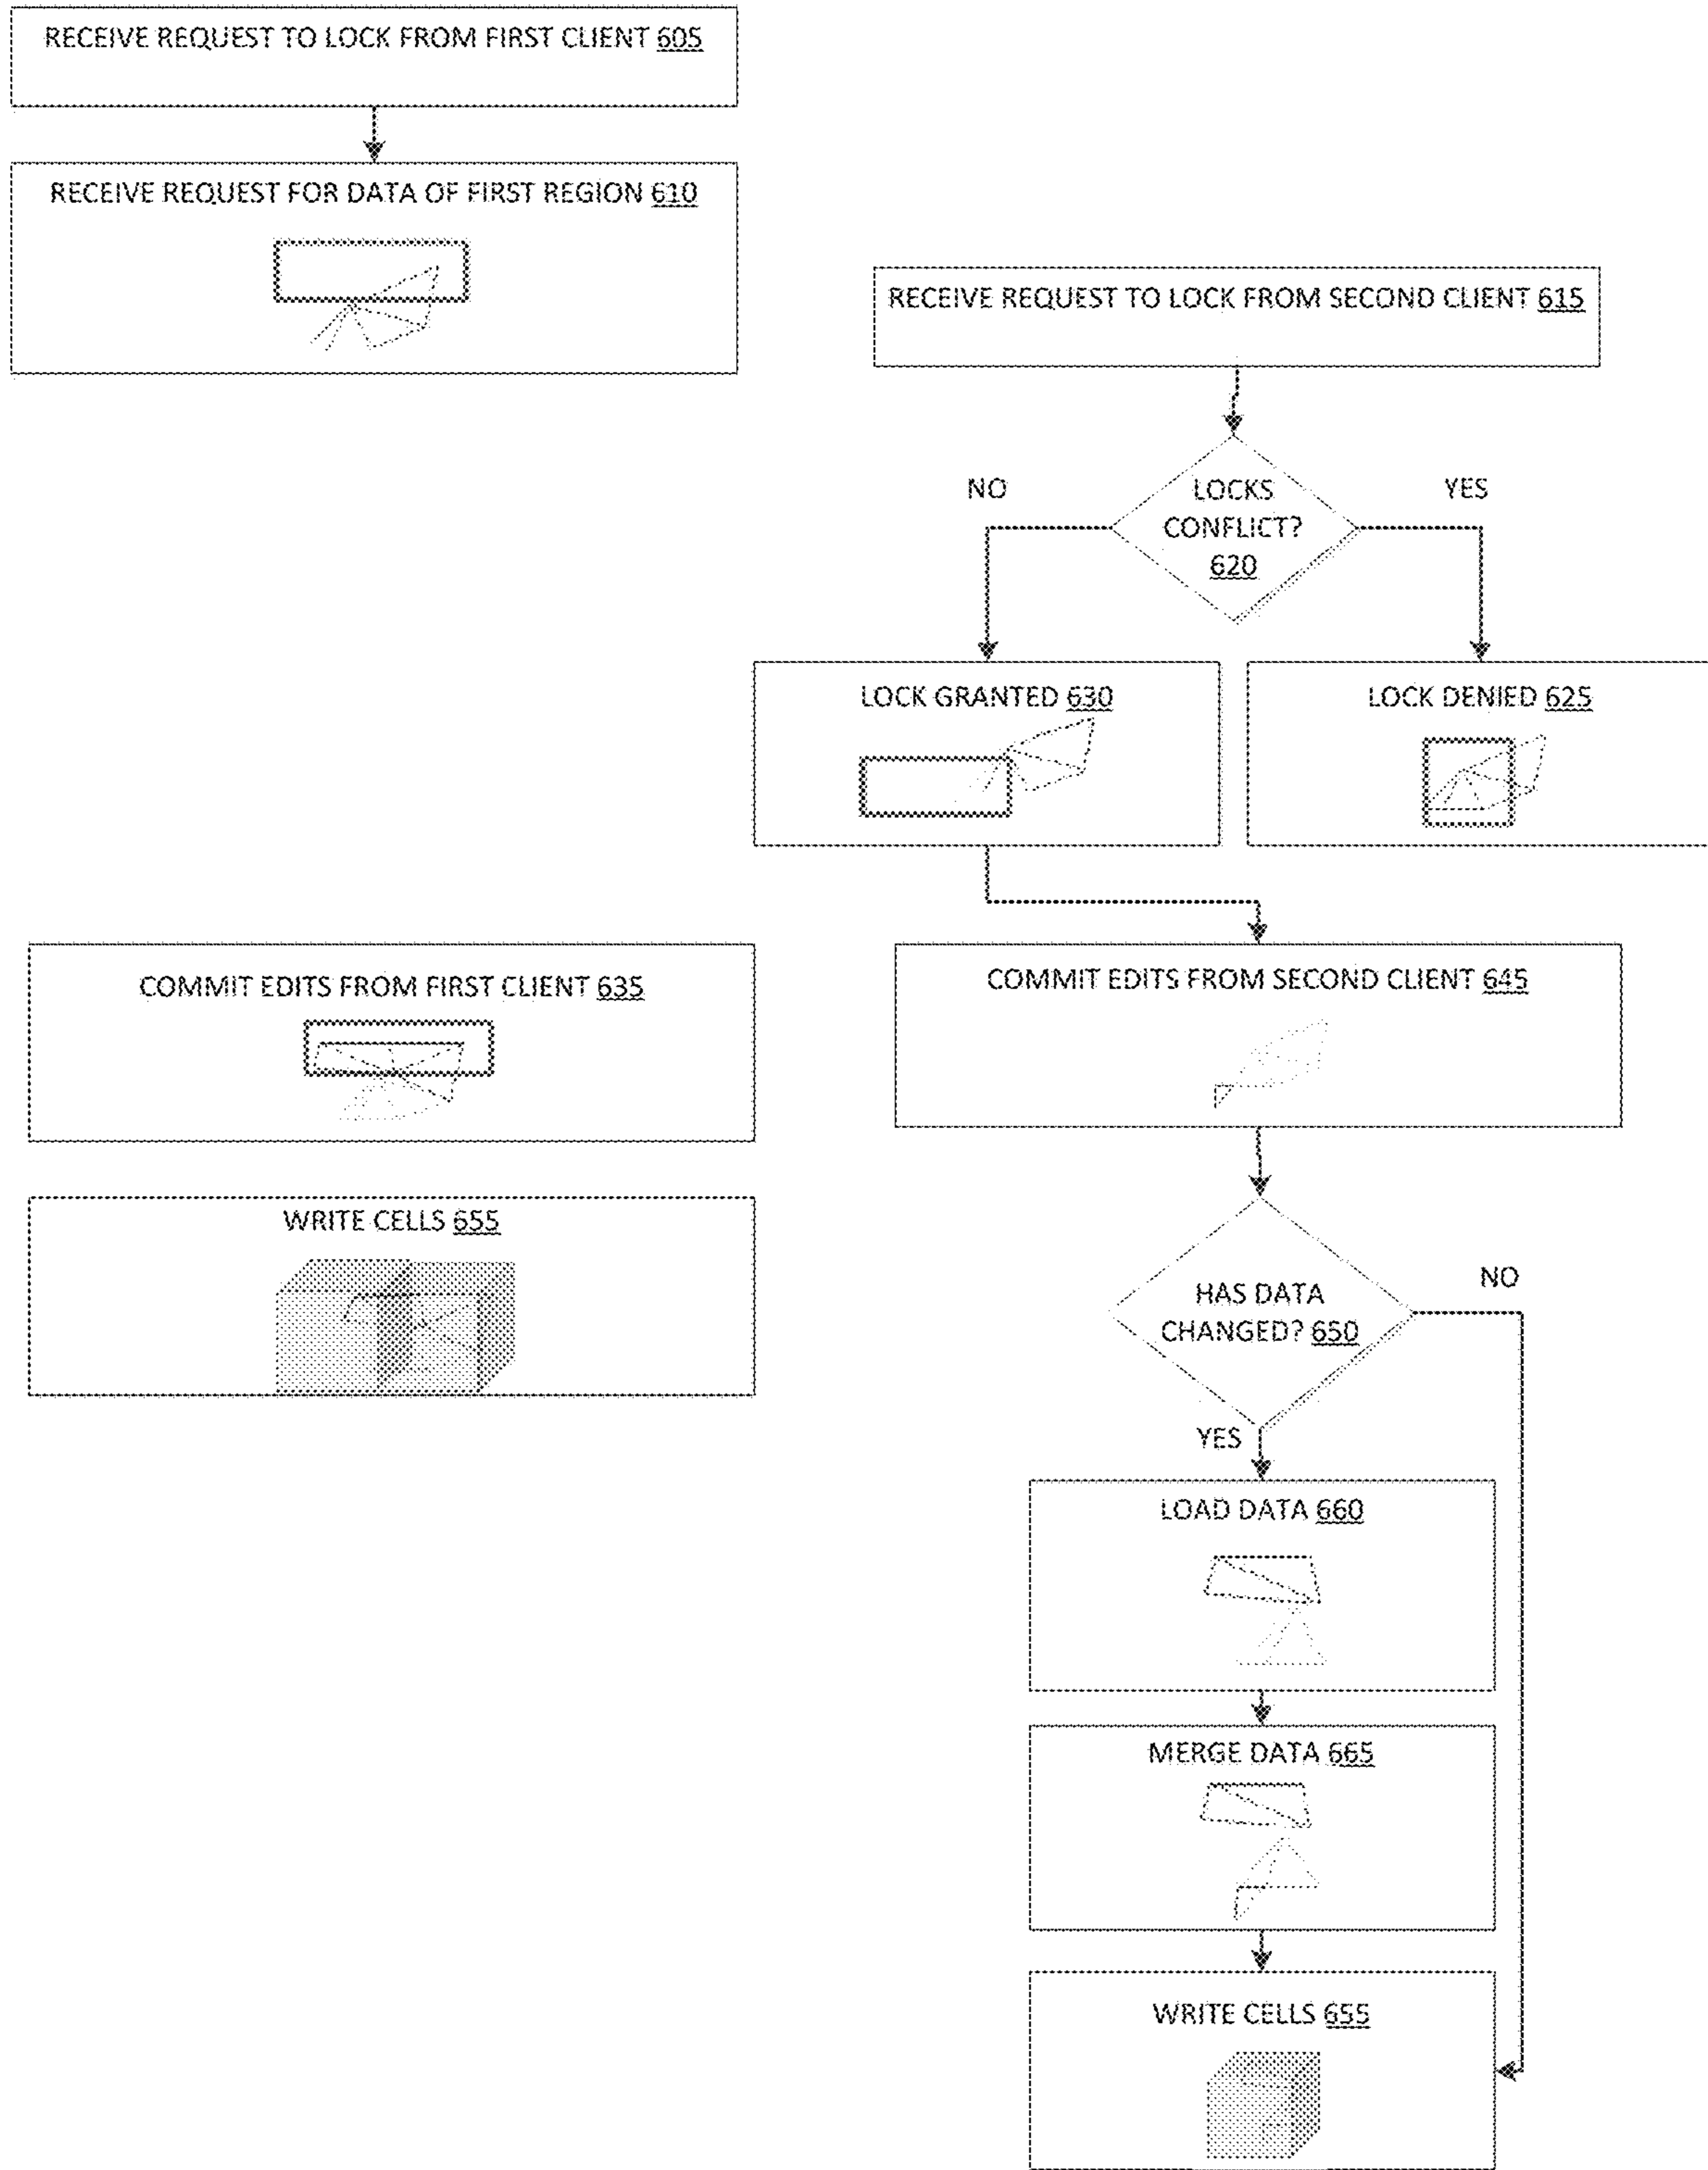 RECEIVE REQUEST TO LOCK FROM FIRST CLIENT 605
RECEIVE REQUEST FOR DATA OF FIRST REGION 610
RECEIVE REQUEST TO LOCK FROM SECOND CLIENT 615
NO
LOCKS
CONFLICT?
620
YES
LOCK GRANTED 630
LOCK DENIED 625
COMMIT EDITS FROM FIRST CLIENT 635
COMMIT EDITS FROM SECOND CLIENT 645
WRITE CELLS 655
HAS DATA
CHANGED? 650
NO
YES
LOAD DATA 660
MERGE DATA 665
WRITE CELLS 655